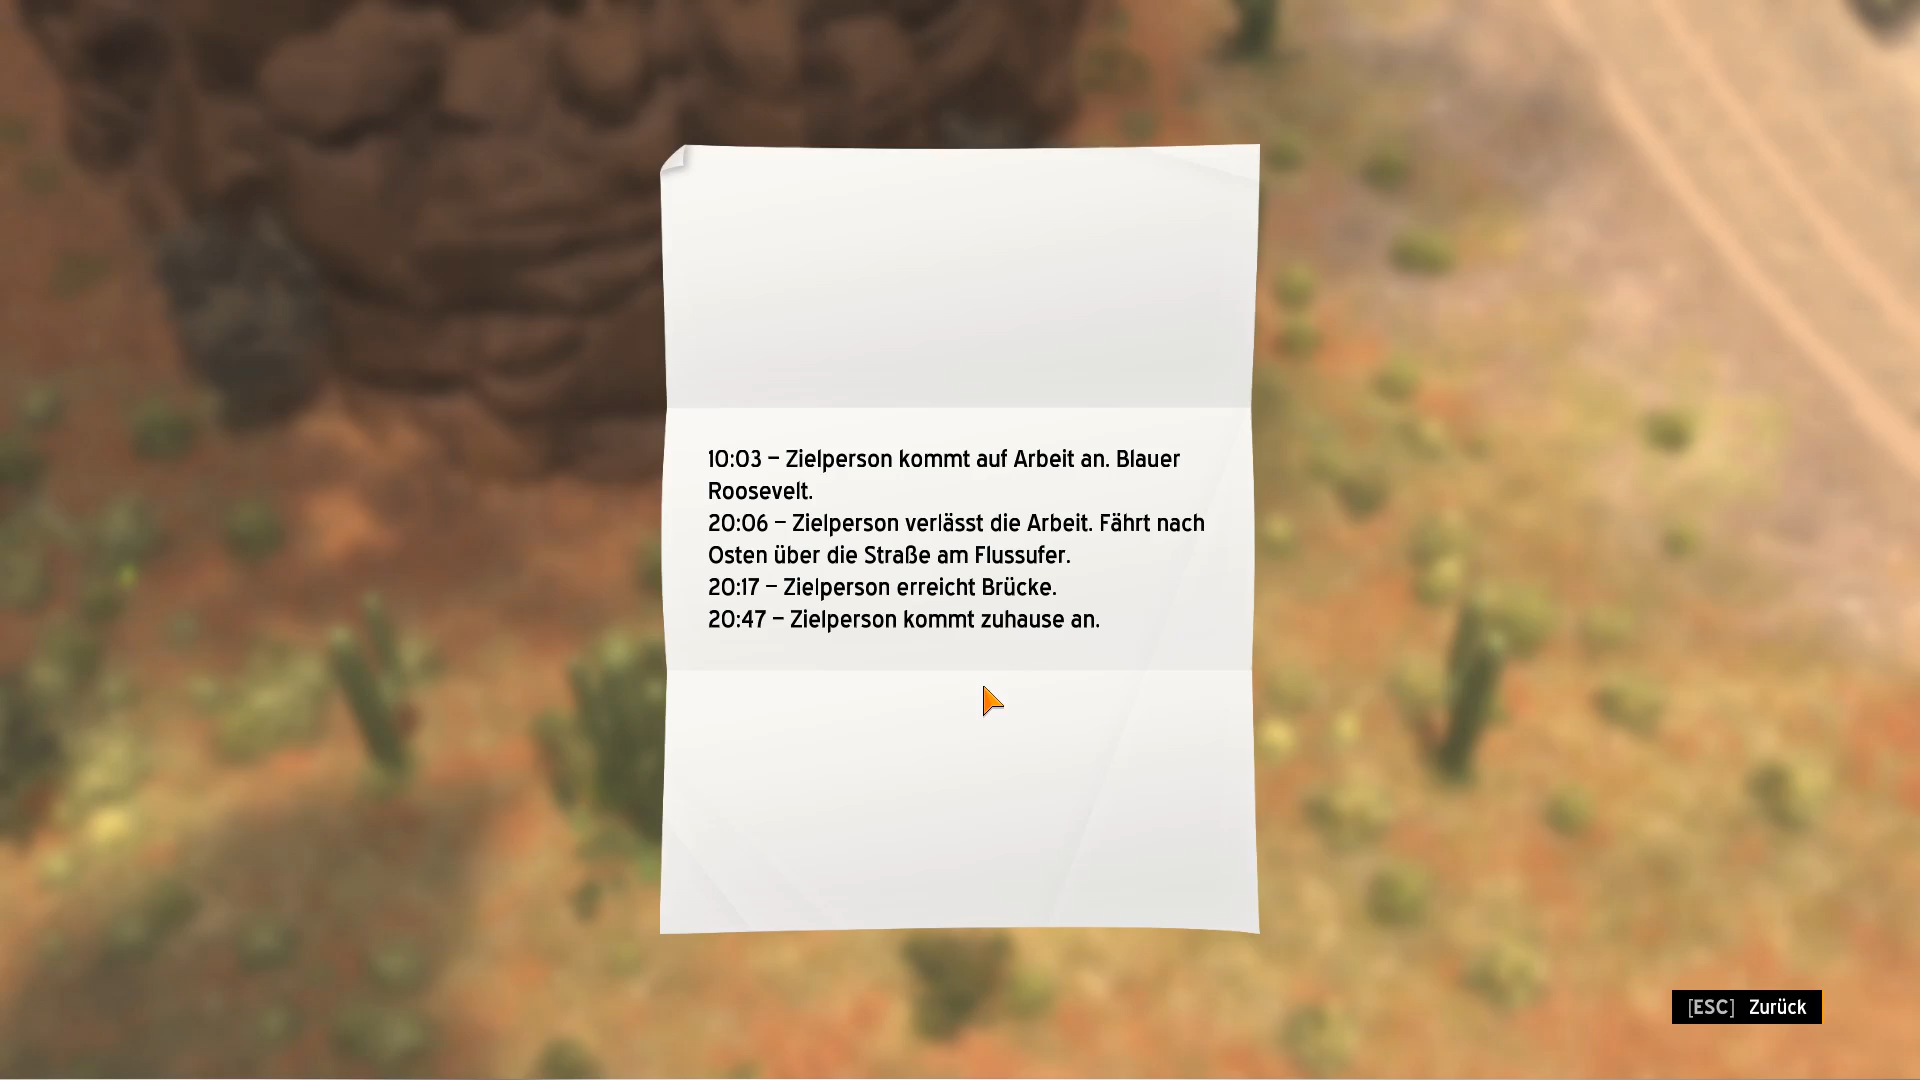 10:03 – Zielperson kommt auf Arbeit an. Blauer
Roosevelt.
20:06 – Zielperson verlässt die Arbeit. Fährt nach
Osten über die Straße am Flussufer.
20:17 – Zielperson erreicht Brücke.
20:47 – Zielperson kommt zuhause an.
[ESC] Zurück